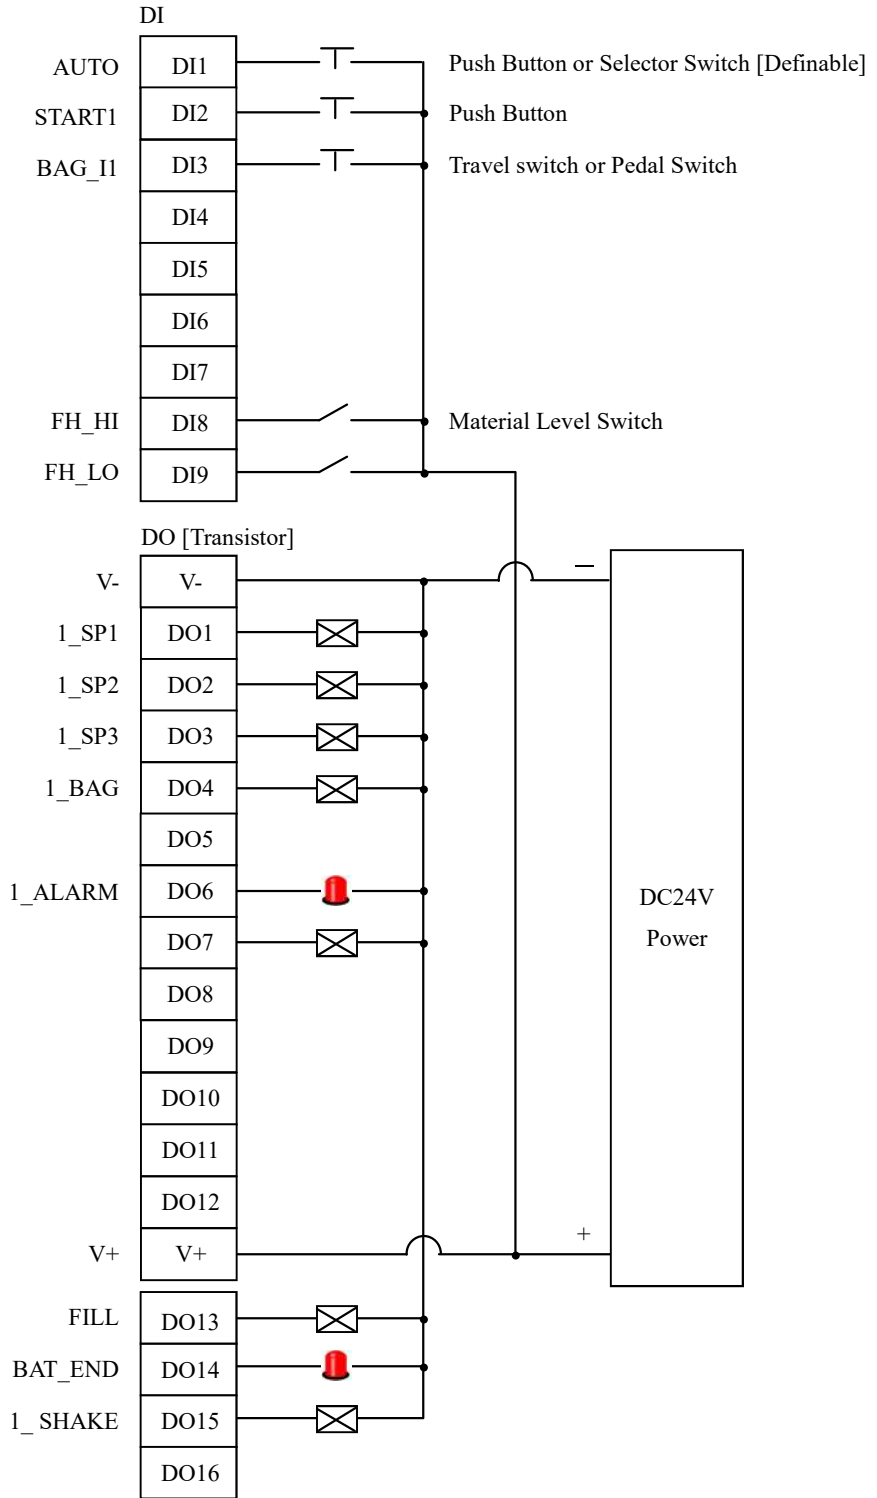 DI
AUTO DI1 Push Button or Selector Switch [Definable]
START1 DI2 Push Button
BAG_I1 DI3 Travel switch or Pedal Switch
DI4
DI5
DI6
DI7
FH_HI DI8 Material Level Switch
FH_LO DI9
DO [Transistor]
V- V- —
1_SP1 DO1
1_SP2 DO2
1_SP3 DO3
1_BAG DO4
DO5
1_ALARM DO6 DC24V
DO7 Power
DO8
DO9
DO10
DO11
DO12
V+ V+ +
FILL DO13
BAT_END DO14
1_ SHAKE DO15
DO16